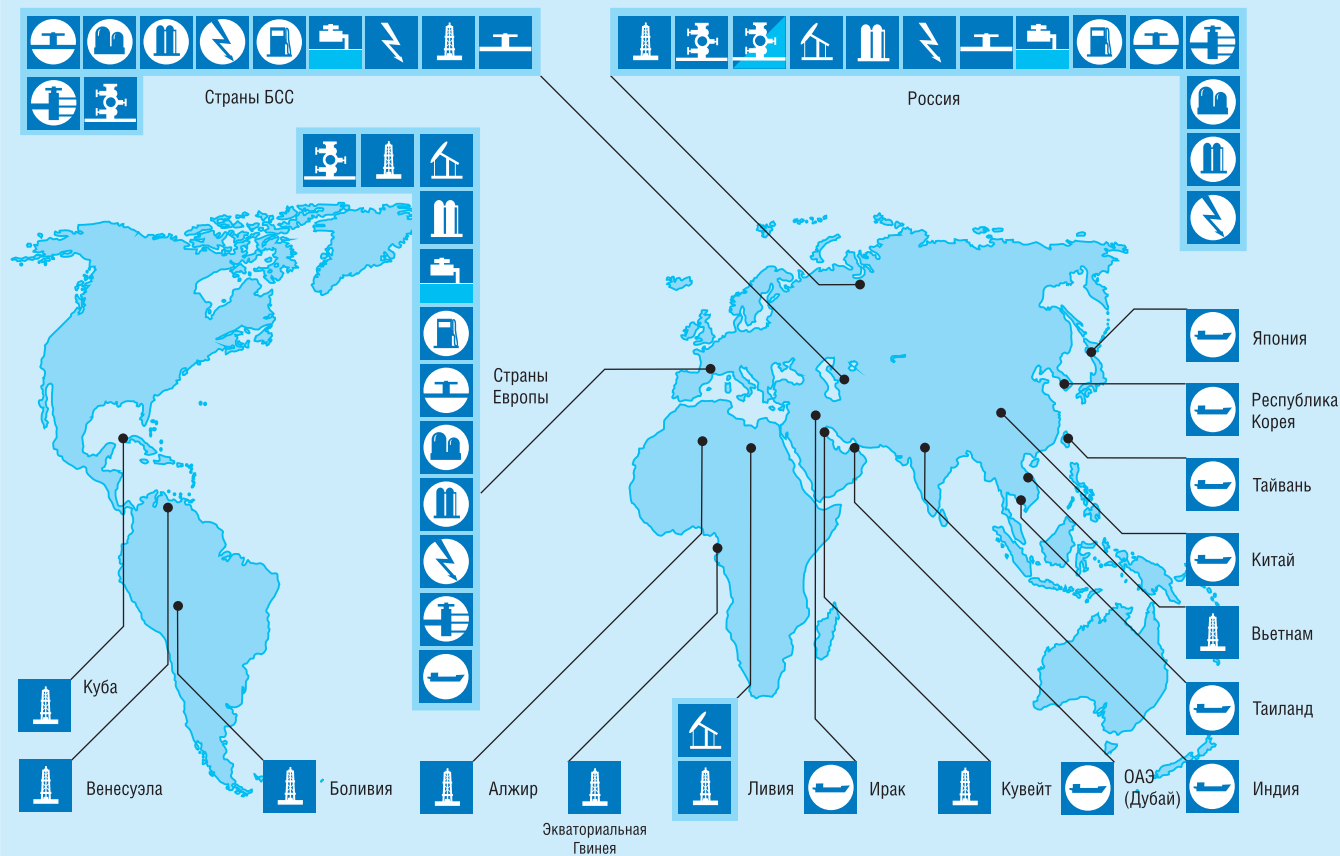 Страны БСС
Россия
Страны
Европы
Япония
Республика
Корея
Тайвань
Китай
Вьетнам
Таиланд
Индия
Куба
Венесуэла
Боливия
Алжир
Экваториальная
Гвинея
Ливия
Ирак
Кувейт
ОАЭ
(Дубай)